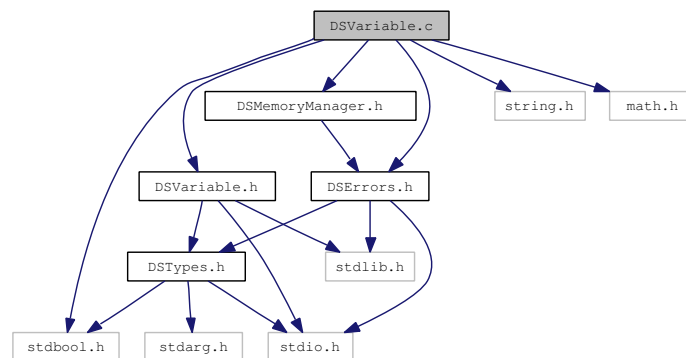 DSVariable.c
DSMemoryManager.h
string.h
math.h
DSVariable.h
DSErrors.h
DSTypes.h
stdlib.h
stdbool.h
stdarg.h
stdio.h